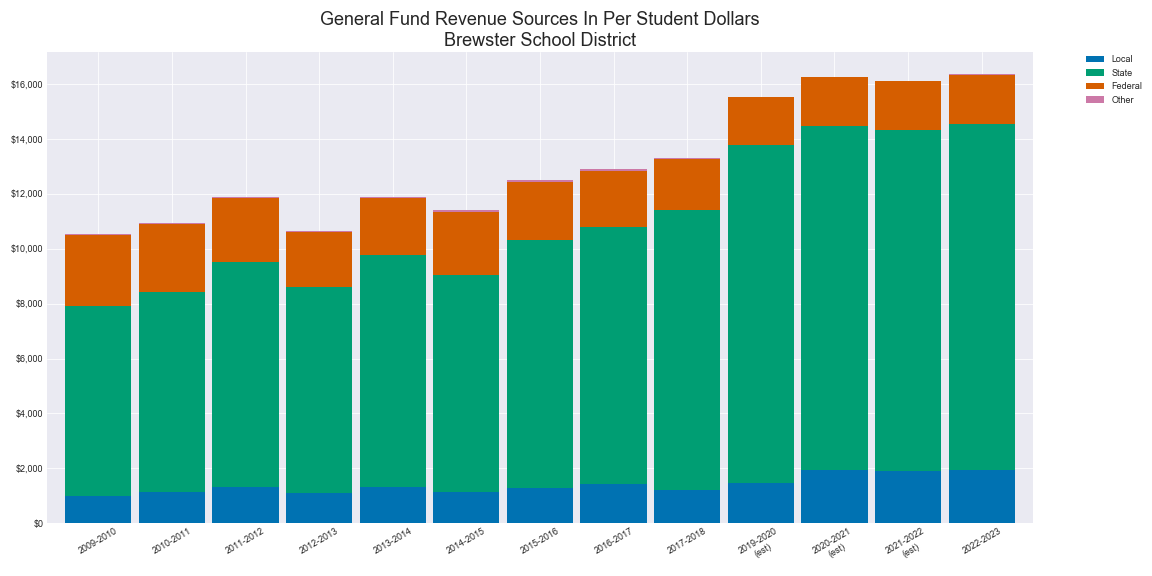 General Fund Revenue Sources In Per Student Dollars
Brewster School District
Local
State
Federal
Other
$16,000
$14,000
$12,000
$10,000
$8,000
$6,000
$4,000
$2,000
$0
2009-2010
2010-2011
2011-2012
2012-2013
2013-2014
2014-2015
2015-2016
2016-2017
2017-2018
2019-2020
(est)
2020-2021
(est)
2021-2022
(est)
2022-2023